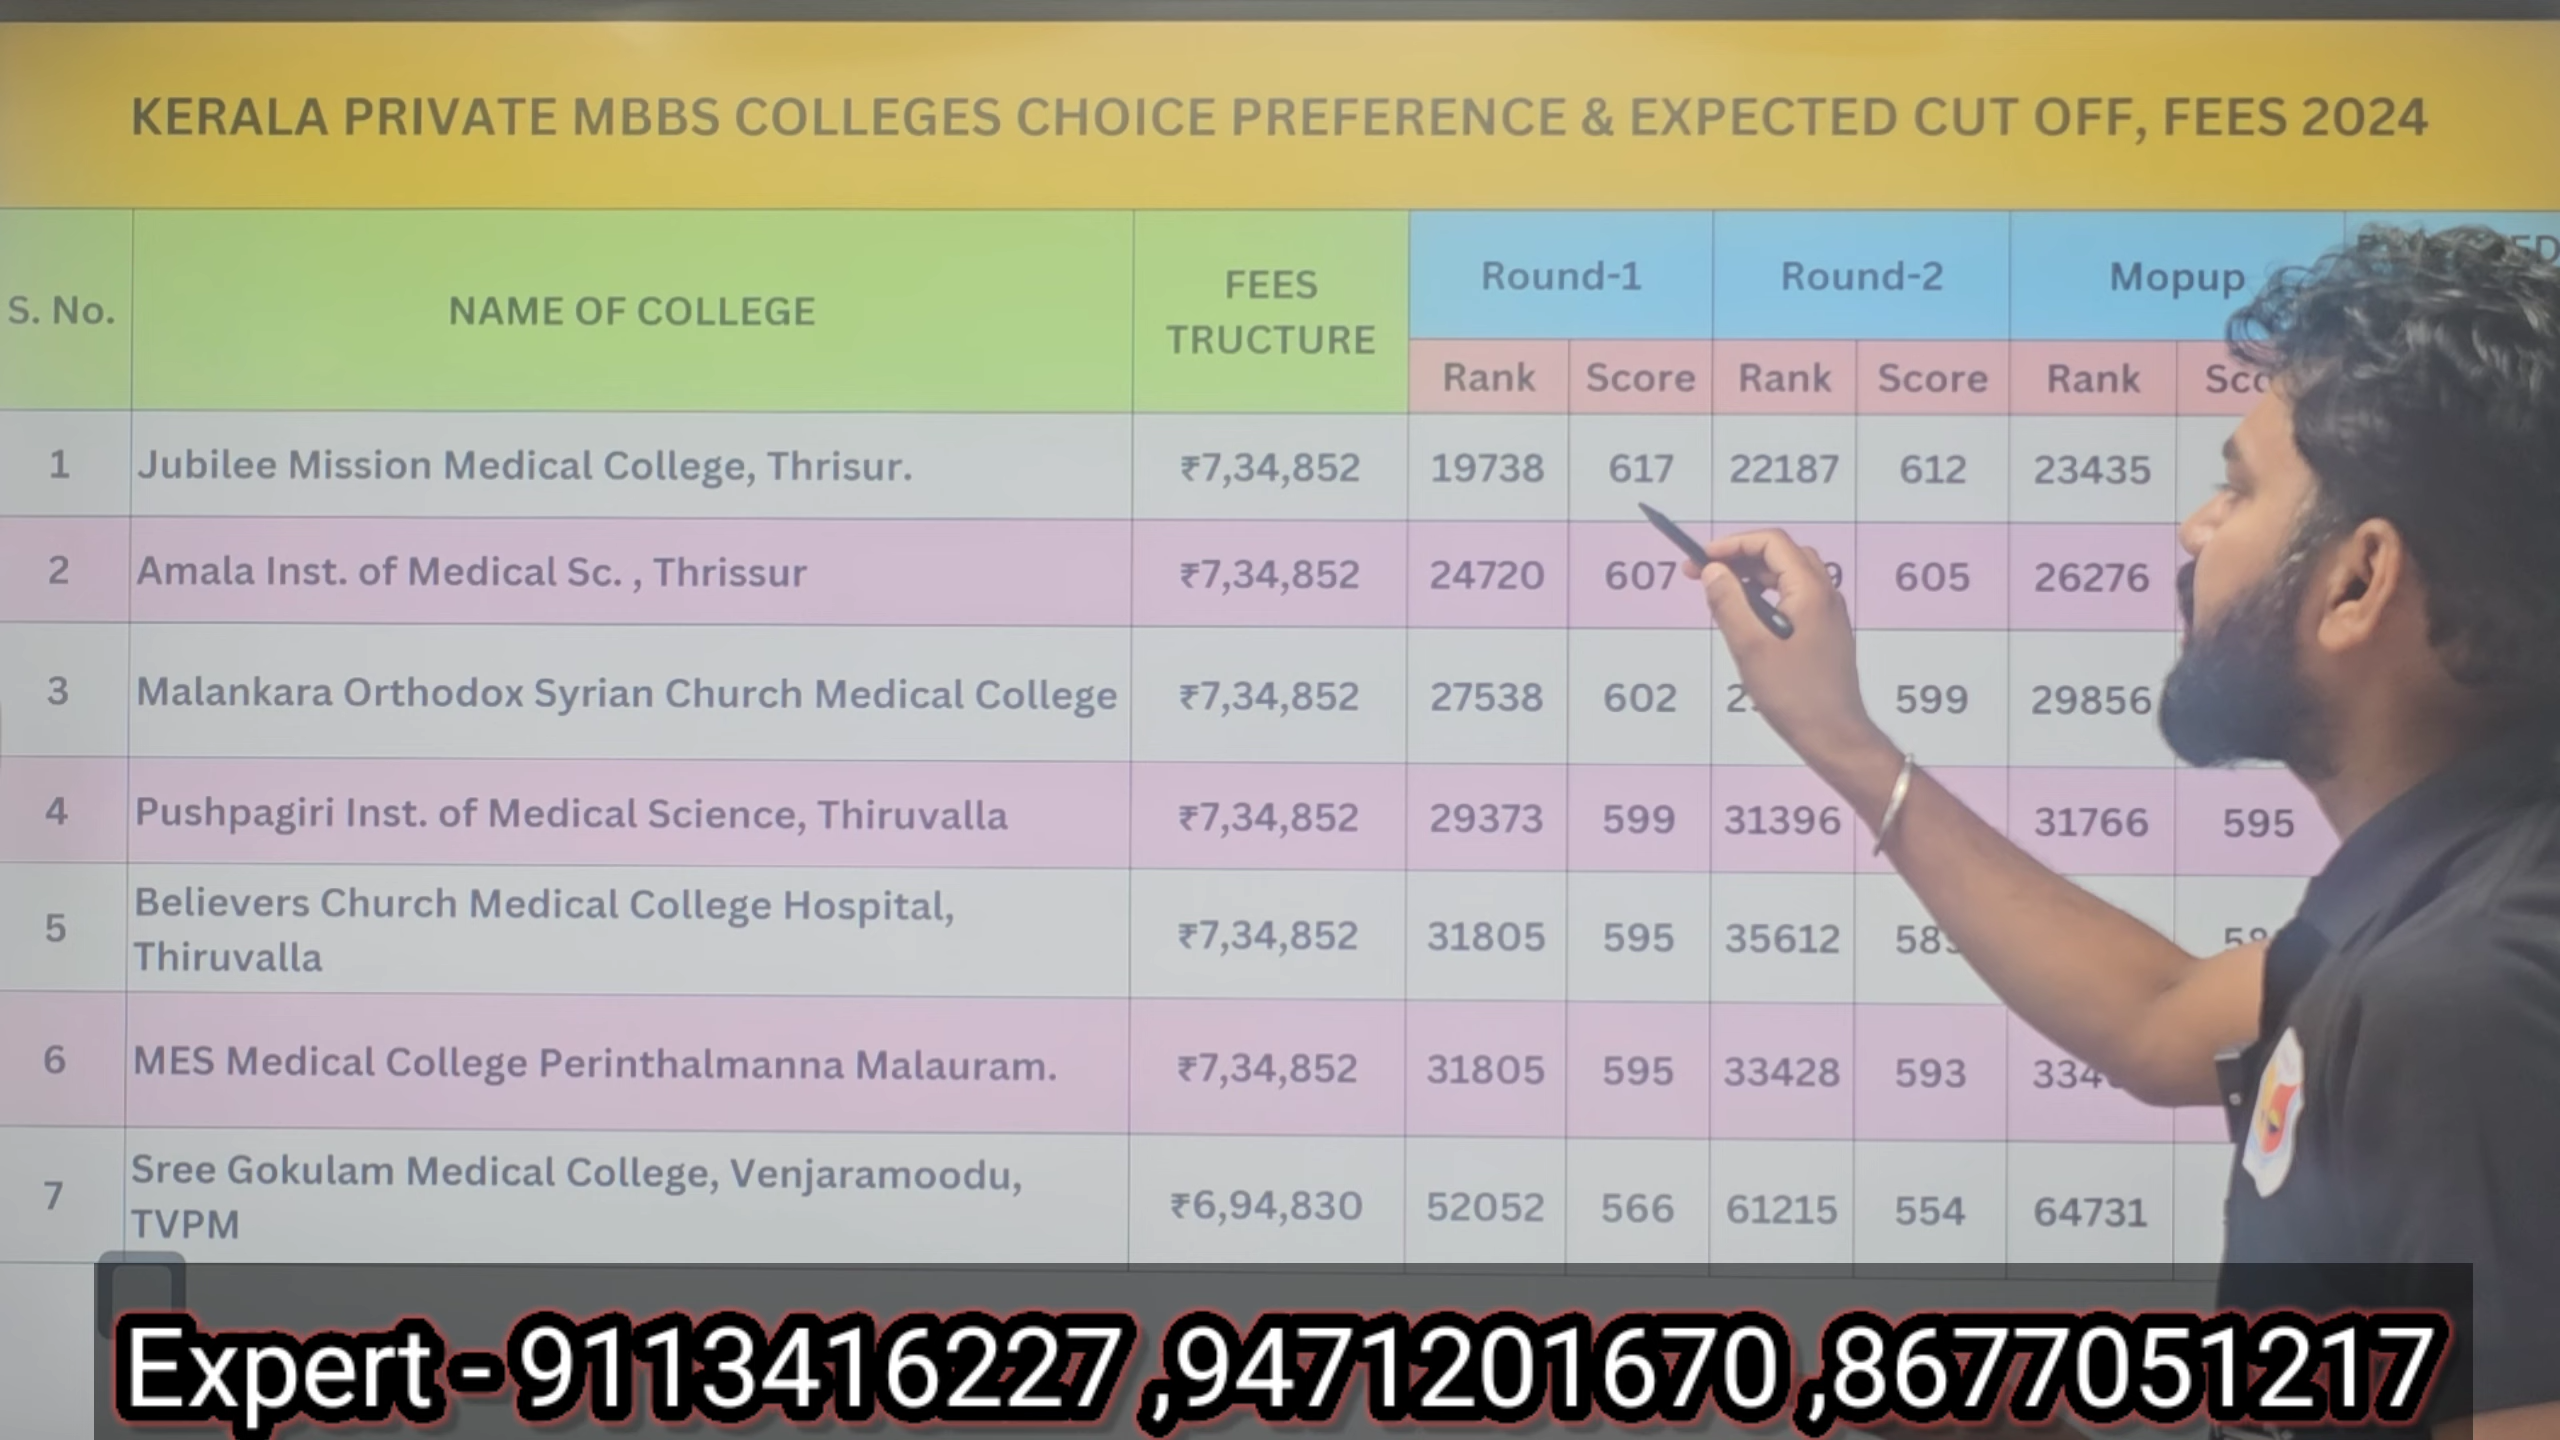 KERALA PRIVATE MBBS COLLEGES CHOICE PREFERENCE & EXPECTED CUT OFF, FEES 2024
S. No. NAME OF COLLEGE FEES TRUCTURE Round-1 Round-2 Mopup
Rank Score Rank Score Rank
1 Jubilee Mission Medical College, Thrisur. ₹7,34,852 19738 617 22187 612 23435
2 Amala Inst. of Medical Sc. , Thrissur ₹7,34,852 24720 607 605 26276
3 Malankara Orthodox Syrian Church Medical College ₹7,34,852 27538 602 599 29856
4 Pushpagiri Inst. of Medical Science, Thiruvalla ₹7,34,852 29373 599 31396 31766 595
5 Believers Church Medical College Hospital, Thiruvalla ₹7,34,852 31805 595 35612
6 MES Medical College Perinthalmanna Malauram. ₹7,34,852 31805 595 33428 593
7 Sree Gokulam Medical College, Venjaramoodu, TVPM ₹6,94,830 52052 566 61215 554 64731
Expert - 9113416227 ,9471201670 ,8677051217